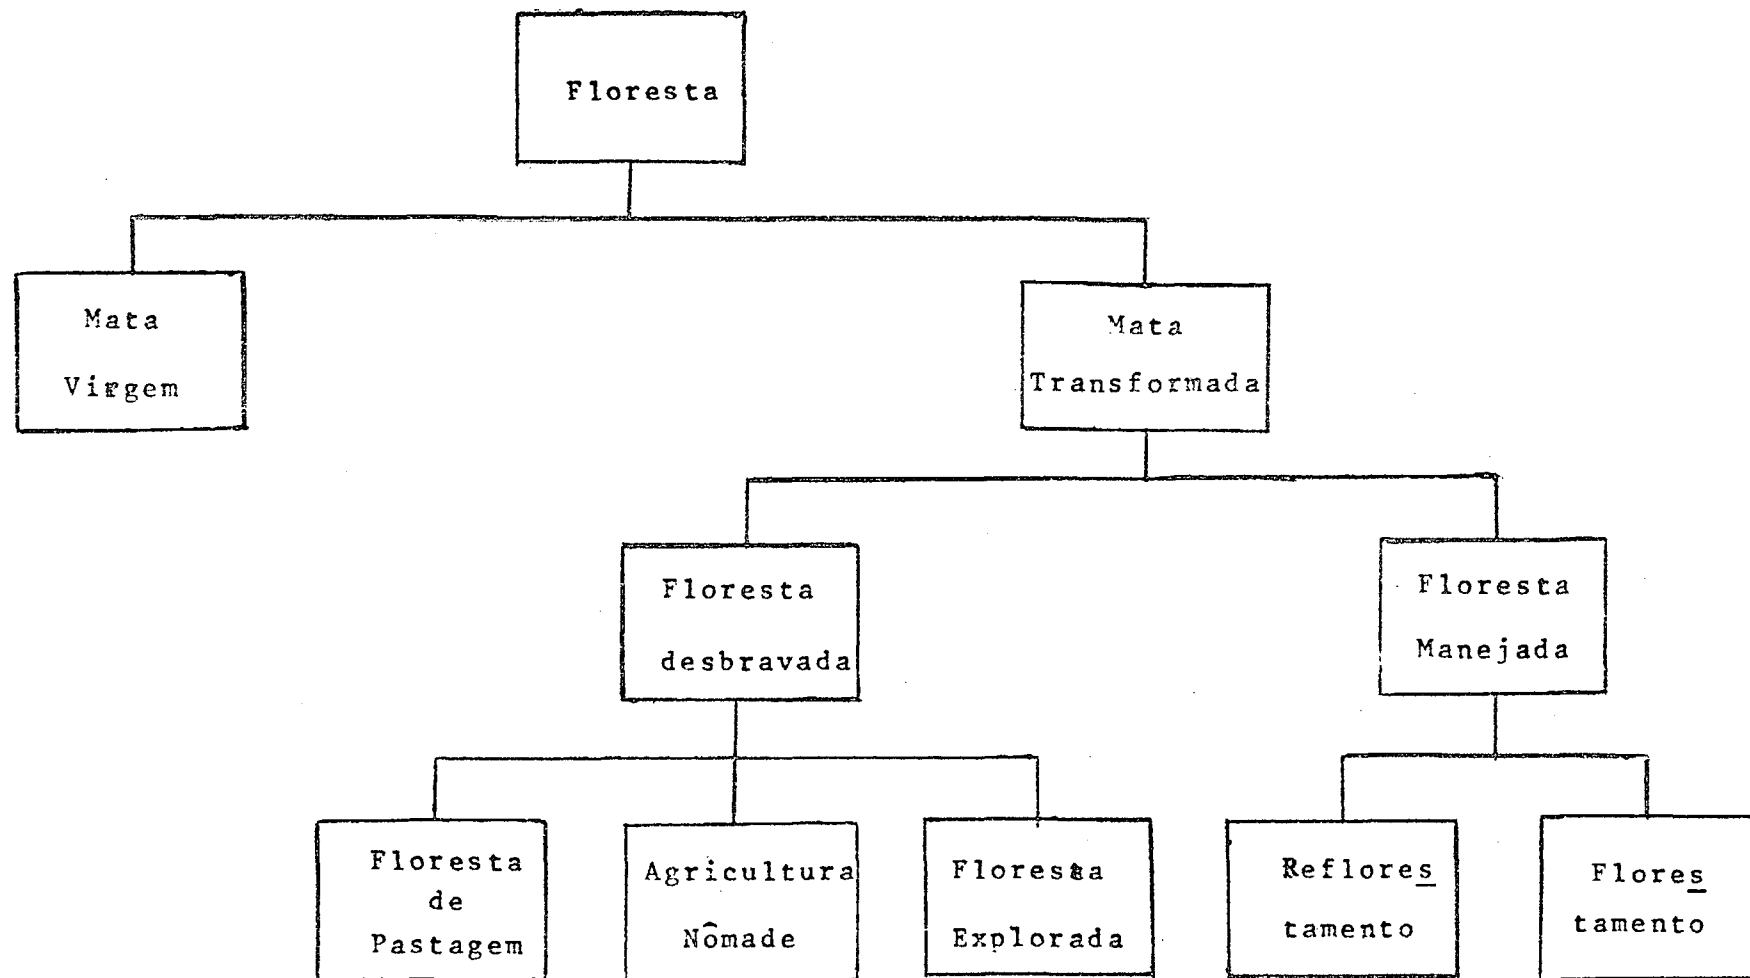 Floresta
Mata
Virgem
Mata
Transformada
Floresta
desbravada
Floresta
Manejada
Floresta
de
Pastagem
Agricultura
Nômade
Floresta
Explorada
Reflores
tamento
Flores
tamento